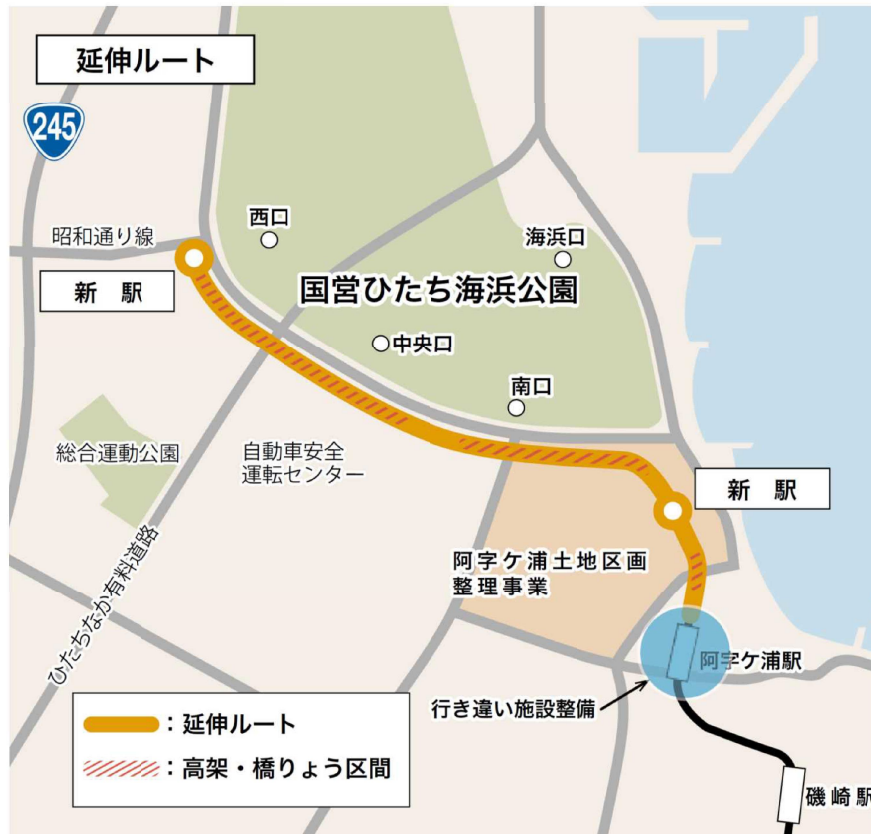 延伸ルート
245
昭和通り線
新 駅
西口
海浜口
国営ひたち海浜公園
中央口
南口
総合運動公園
自動車安全
運転センター
新 駅
阿字ケ浦土地区画
整理事業
ひたちなか有料道路
阿字ケ浦駅
行き違い施設整備
:延伸ルート
:高架・橋りょう区間
磯崎駅